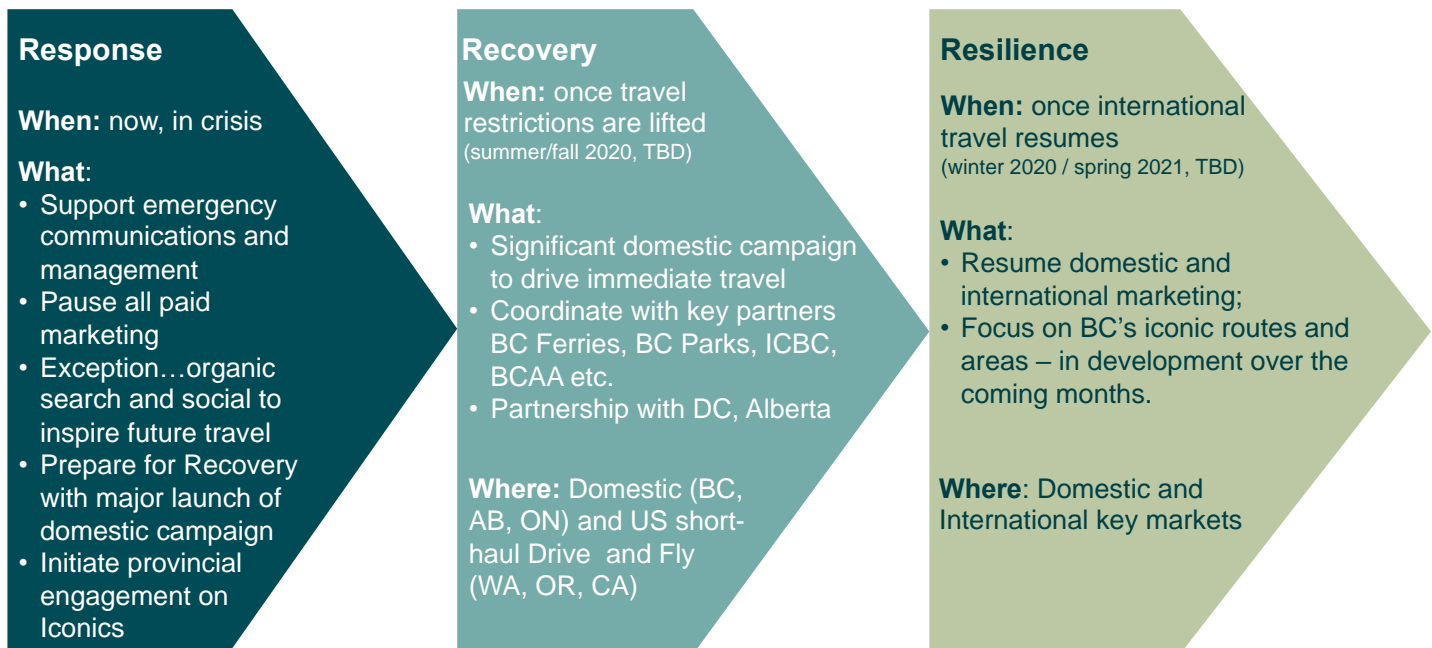 Response
When: now, in crisis
What:
• Support emergency
communications and
management
• Pause all paid
marketing
• Exception…organic
search and social to
inspire future travel
• Prepare for Recovery
with major launch of
domestic campaign
• Initiate provincial
engagement on
Iconics
Recovery
When: once travel
restrictions are lifted
(summer/fall 2020, TBD)
What:
• Significant domestic campaign
to drive immediate travel
• Coordinate with key partners
BC Ferries, BC Parks, ICBC,
BCAA etc.
• Partnership with DC, Alberta
Where: Domestic (BC,
AB, ON) and US short-
haul Drive and Fly
(WA, OR, CA)
Resilience
When: once international
travel resumes
(winter 2020 / spring 2021, TBD)
What:
• Resume domestic and
international marketing;
• Focus on BC's iconic routes and
areas – in development over the
coming months.
Where: Domestic and
International key markets